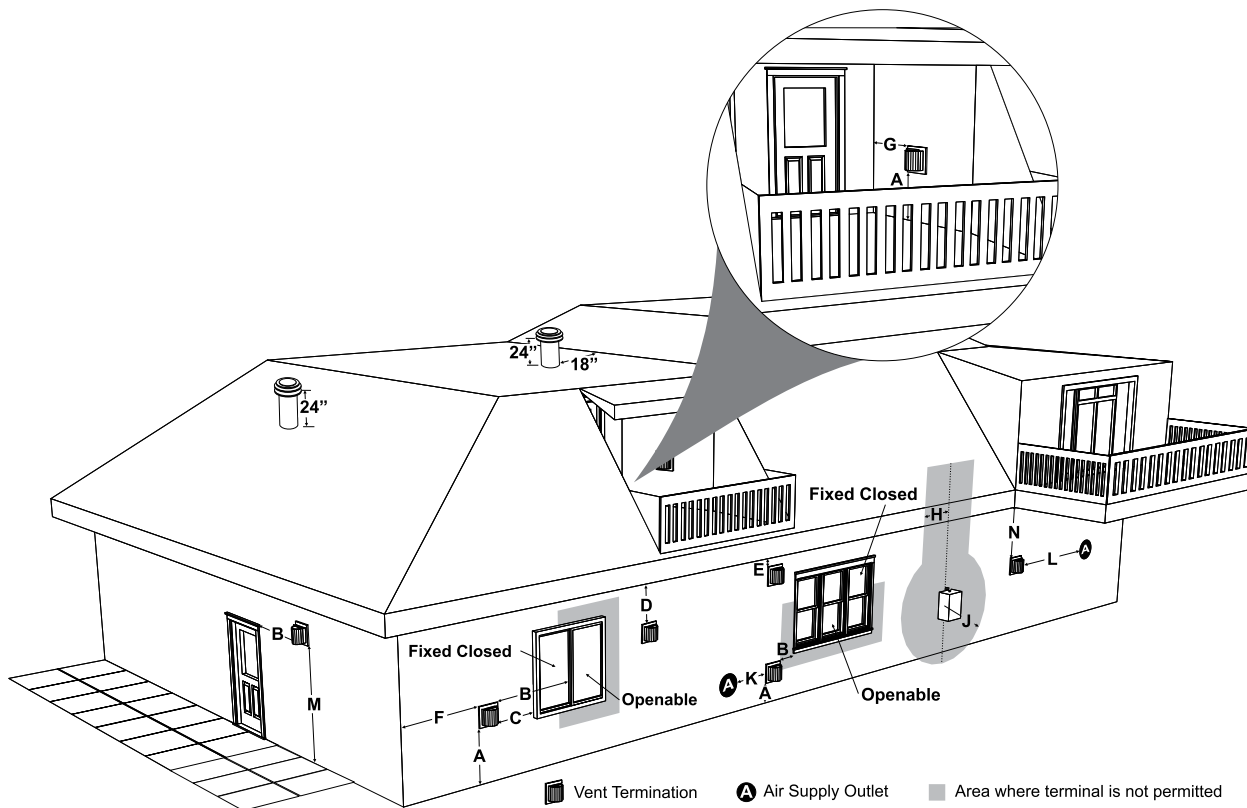 G
A
24”
18”
24”
Fixed Closed
H
N
L
A
E
D
J
B
Fixed Closed
B
K
A
A
Openable
B
Openable
M
F
C
A
Vent Termination
A Air Supply Outlet
Area where terminal is not permitted